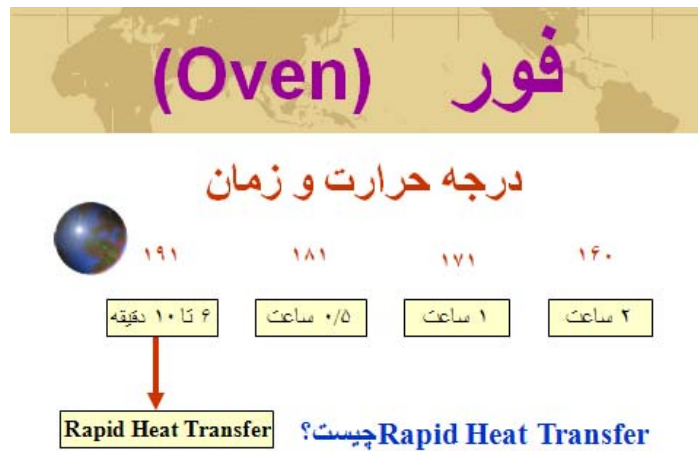 فور (Oven)
درجه حرارت و زمان
۱۶۰ ۱۷۱ ۱۸۱ ۱۹۱
۲ ساعت ۱ ساعت ۰/۵ ساعت ۶ تا ۱۰ دقیقه
Rapid Heat Transferچیست؟ Rapid Heat Transfer